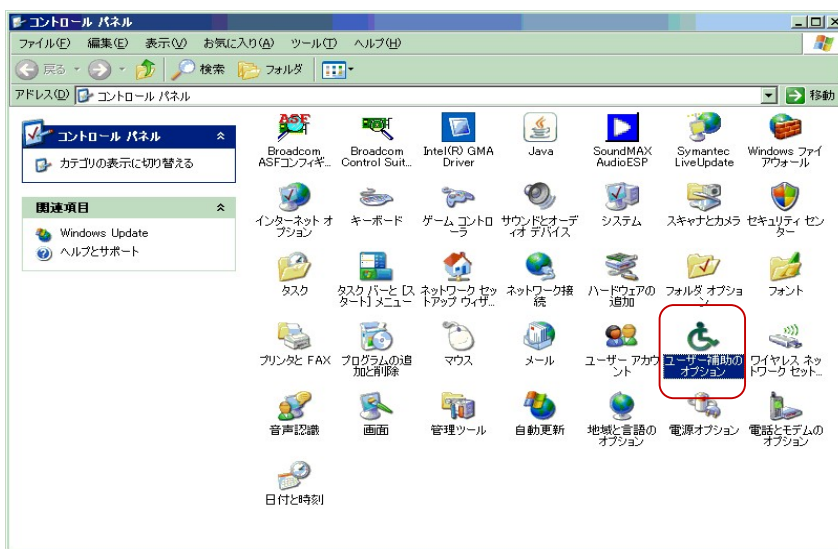 コントロール パネル
ファイル(F) 編集(E) 表示(V) お気に入り(A) ツール(T) ヘルプ(H)
戻る 検索 フォルダ
アドレス(D) コントロール パネル 移動
コントロール パネル
カテゴリの表示に切り替える
関連項目
Windows Update
ヘルプとサポート
ASF
Broadcom ASFコンフィギ...
Broadcom Control Suit...
Intel(R) GMA Driver
Java
SoundMAX AudioESP
Symantec LiveUpdate
Windows ファイアウォール
インターネット オプション
キーボード
ゲーム コントローラ
サウンドとオーディオ デバイス
システム
スキャナとカメラ
セキュリティ センター
タスク
タスク バーと [スタート] メニュー
ネットワーク セットアップ ウィザ...
ネットワーク接続
ハードウェアの追加
フォルダ オプション
フォント
プリンタと FAX
プログラムの追加と削除
マウス
メール
ユーザー アカウント
ユーザー補助のオプション
ワイヤレス ネットワーク セット...
音声認識
画面
管理ツール
自動更新
地域と言語のオプション
電源オプション
電話とモデムのオプション
日付と時刻